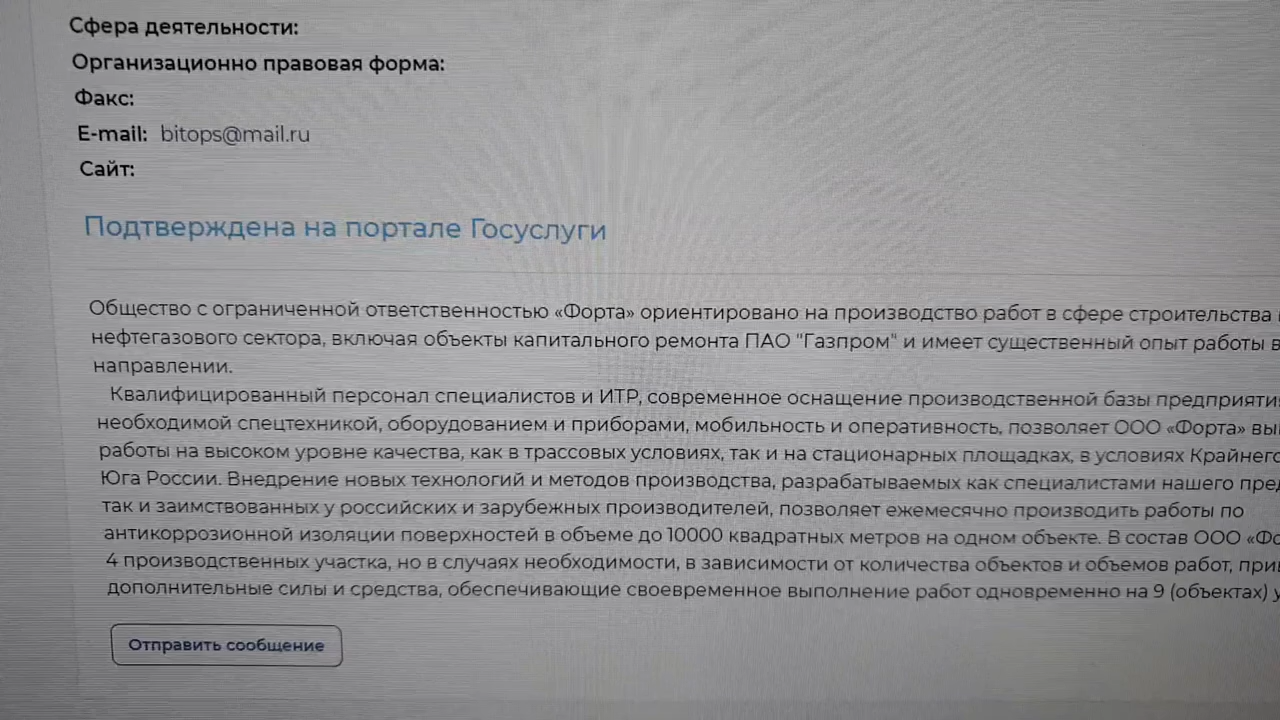 Сфера деятельности:
Организационно правовая форма:
Факс:
E-mail: bitops@mail.ru
Сайт:
Подтверждена на портале Госуслуги
Общество с ограниченной ответственностью «Форта» ориентировано на производство работ в сфере строительства
нефтегазового сектора, включая объекты капитального ремонта ПАО "Газпром" и имеет существенный опыт работы в
направлении.
Квалифицированный персонал специалистов и ИТР, современное оснащение производственной базы предприятия
необходимой спецтехникой, оборудованием и приборами, мобильность и оперативность, позволяет ООО «Форта»
работы на высоком уровне качества, как в трассовых условиях, так и на стационарных площадках, в условиях Крайнего
Юга России. Внедрение новых технологий и методов производства, разрабатываемых как специалистами нашего
так и заимствованных у российских и зарубежных производителей, позволяет ежемесячно производить работы по
антикоррозионной изоляции поверхностей в объеме до 10000 квадратных метров на одном объекте. В состав ООО
4 производственных участка, но в случаях необходимости, в зависимости от количества объектов и объемов работ,
дополнительные силы и средства, обеспечивающие своевременное выполнение работ одновременно на 9 (объектах)
Отправить сообщение